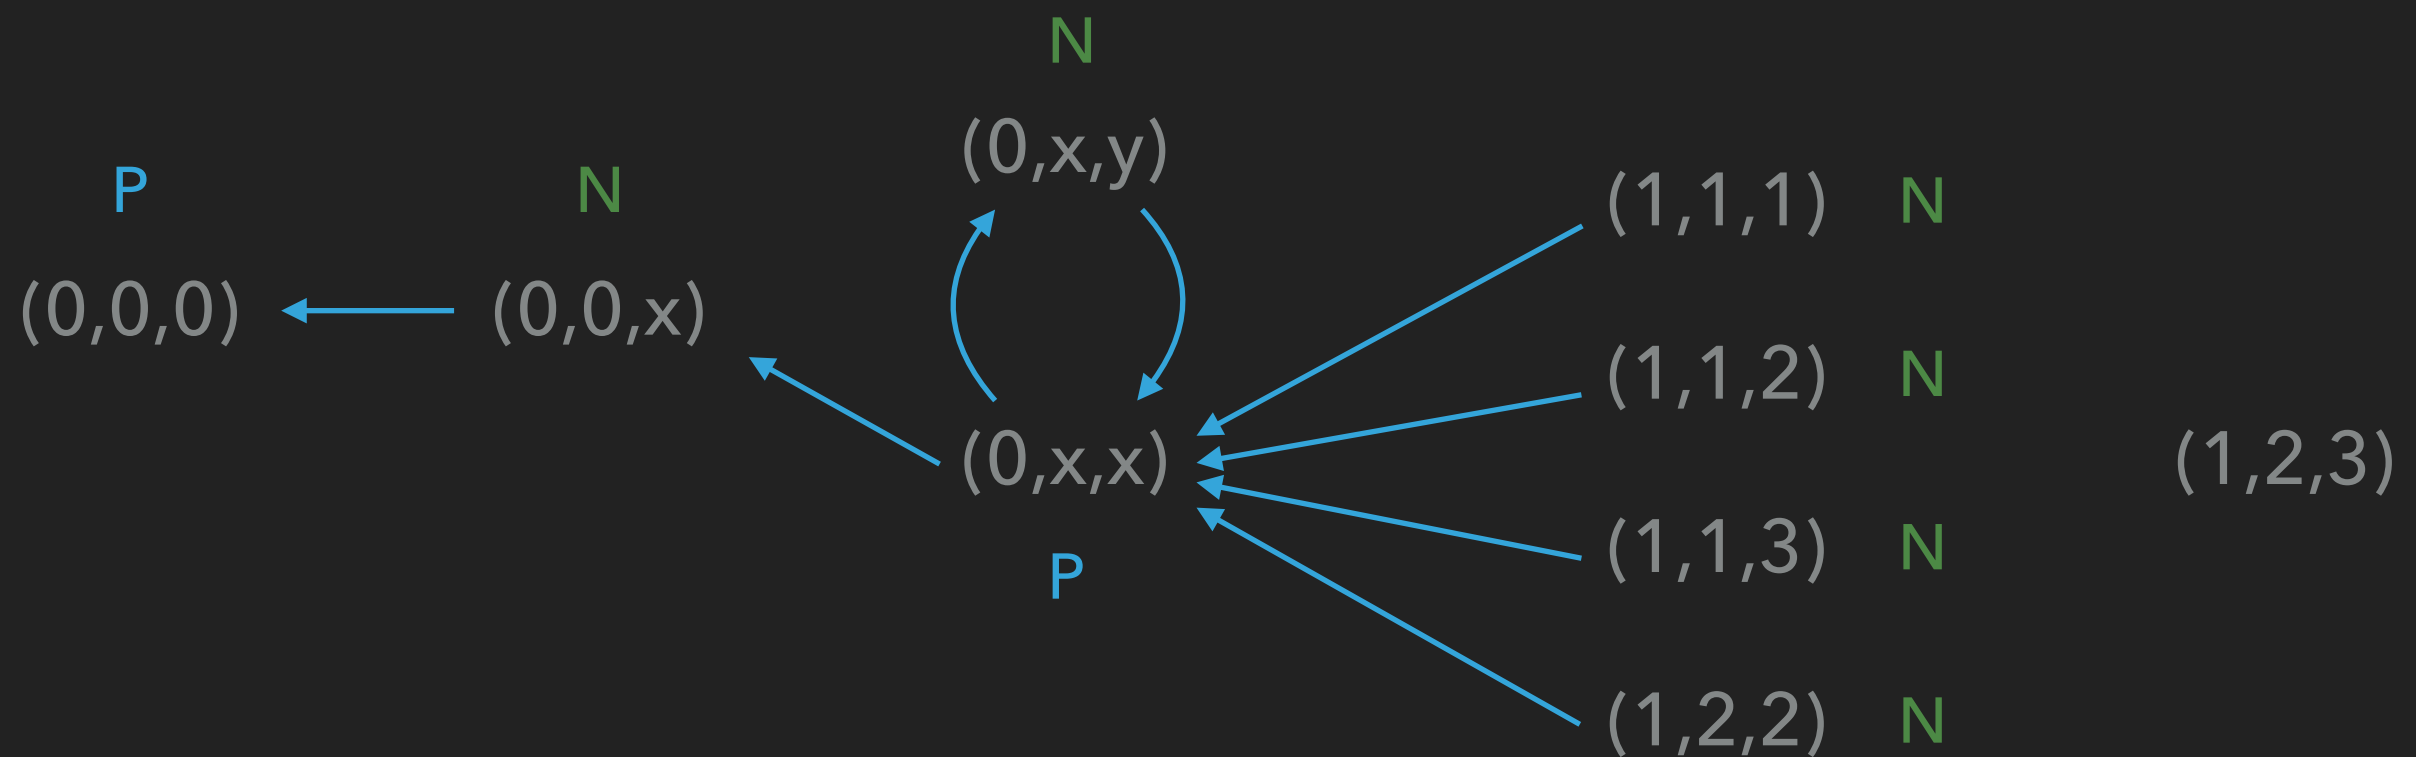 N
(0,x,y)
P
N
(1,1,1) N
(0,0,0)
(0,0,x)
(1,1,2) N
(0,x,x)
(1,2,3)
P
(1,1,3) N
(1,2,2) N